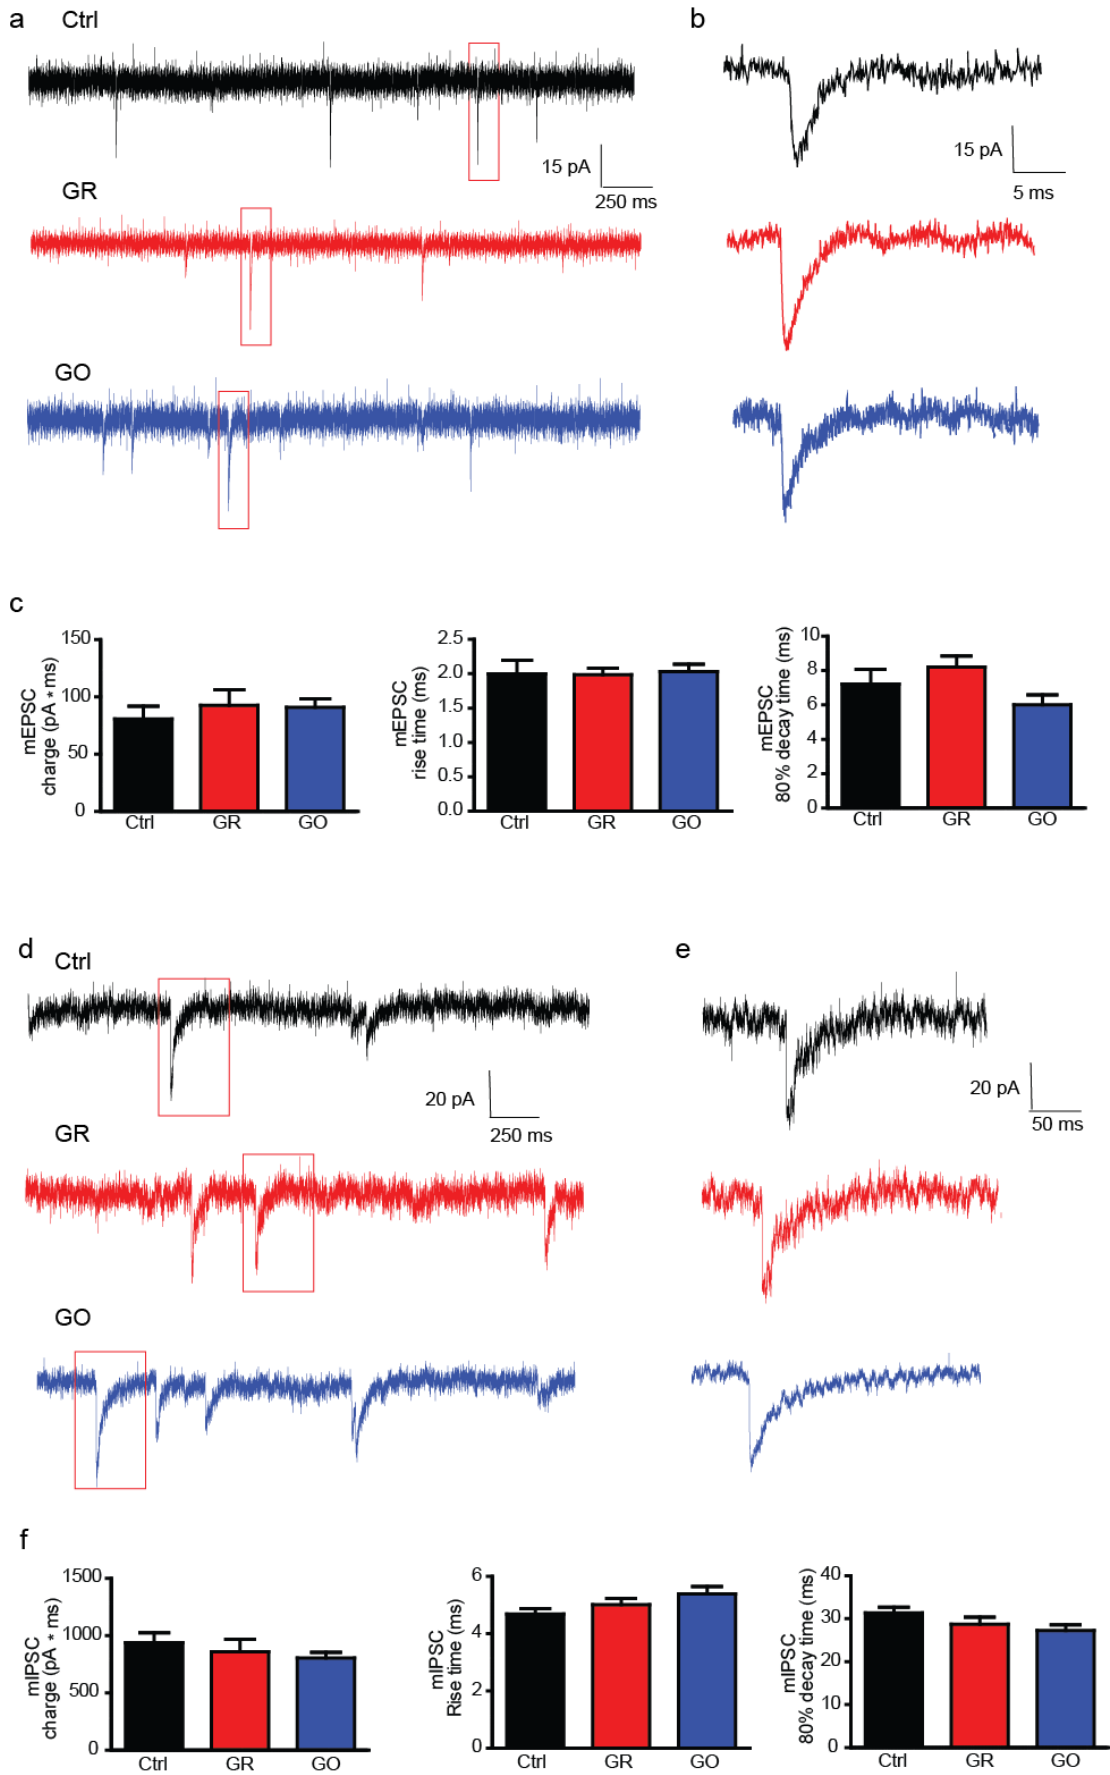 a Ctrl
b
15 pA
250 ms
15 pA
5 ms
GR
GO
c
mEPSC
charge (pA * ms)
150
100
50
0
Ctrl GR GO
mEPSC
rise time (ms)
2.5
2.0
1.5
1.0
0.5
0.0
Ctrl GR GO
mEPSC
80% decay time (ms)
10
8
6
4
2
0
Ctrl GR GO
d
Ctrl
e
20 pA
250 ms
20 pA
50 ms
GR
GO
f
mIPSC
charge (pA * ms)
1500
1000
500
0
Ctrl GR GO
mIPSC
Rise time (ms)
6
4
2
0
Ctrl GR GO
mIPSC
80% decay time (ms)
40
30
20
10
0
Ctrl GR GO